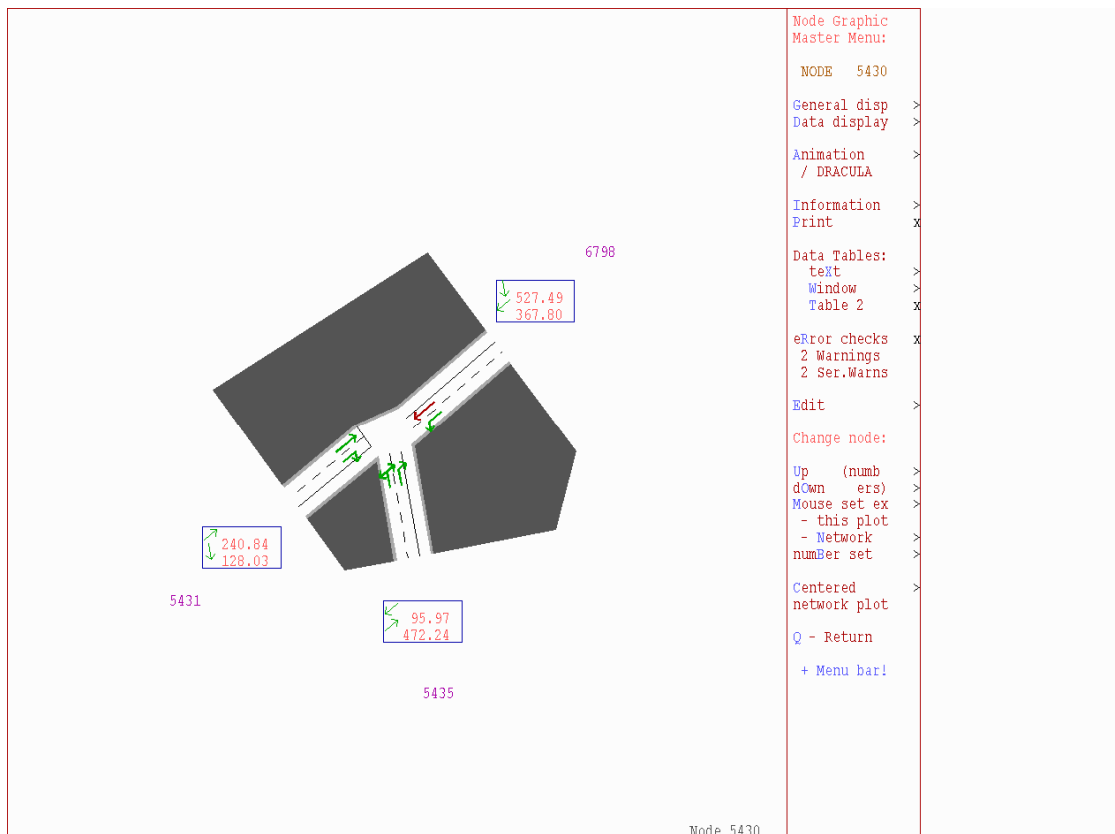 6798
527.49
367.80
240.84
128.03
5431
95.97
472.24
5435
Node 5430
Node Graphic
Master Menu:
NODE 5430
General disp >
Data display >
Animation >
/ DRACULA
Information >
Print x
Data Tables:
teXt >
Window >
Table 2 x
eRror checks x
2 Warnings
2 Ser.Warns
Edit >
Change node:
Up (numb >
dOwn ers) >
Mouse set ex >
- this plot
- Network >
numBer set >
Centered >
network plot
Q - Return
+ Menu bar!